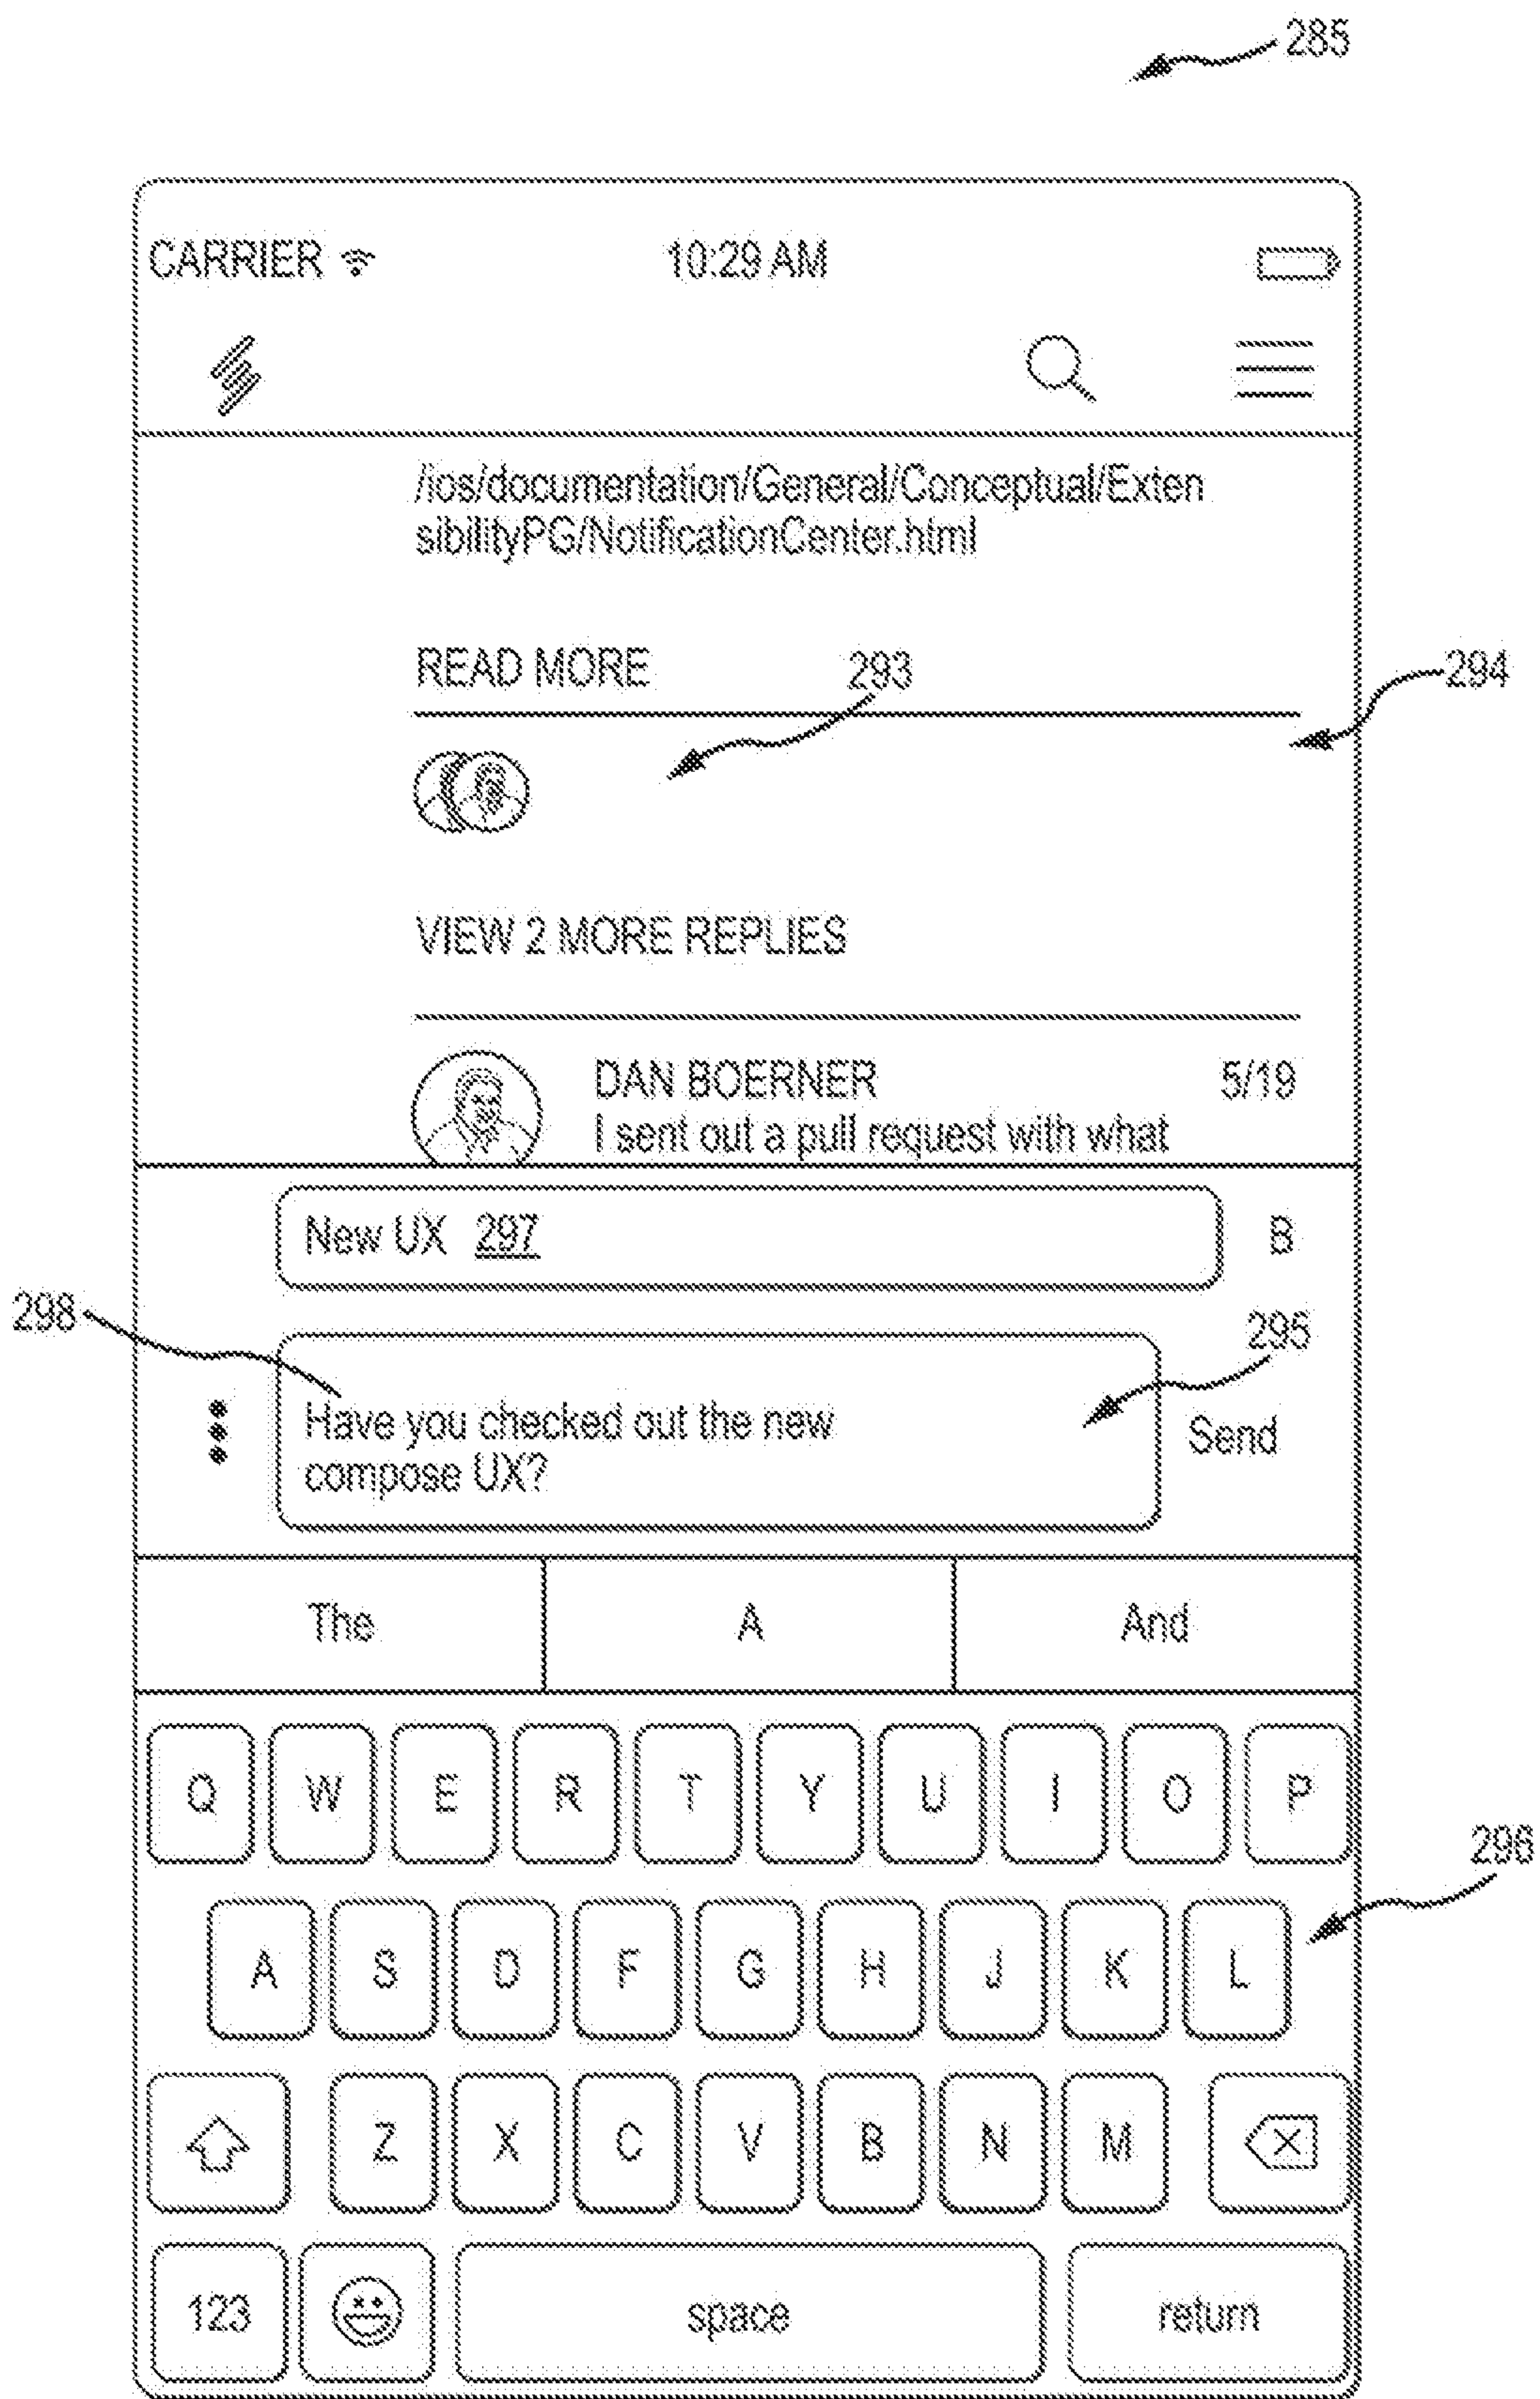 285
CARRIER 10:29 AM
/ios/documentation/General/Conceptual/Exten
sibilityPG/NotificationCenter.html
READ MORE
293
294
VIEW 2 MORE REPLIES
DAN BOERNER 5/19
I sent out a pull request with what
New UX 297 B
298
295
Have you checked out the new
compose UX?
Send
The A And
Q W E R T Y U I O P
296
A S D F G H J K L
Z X C V B N M
123 space return